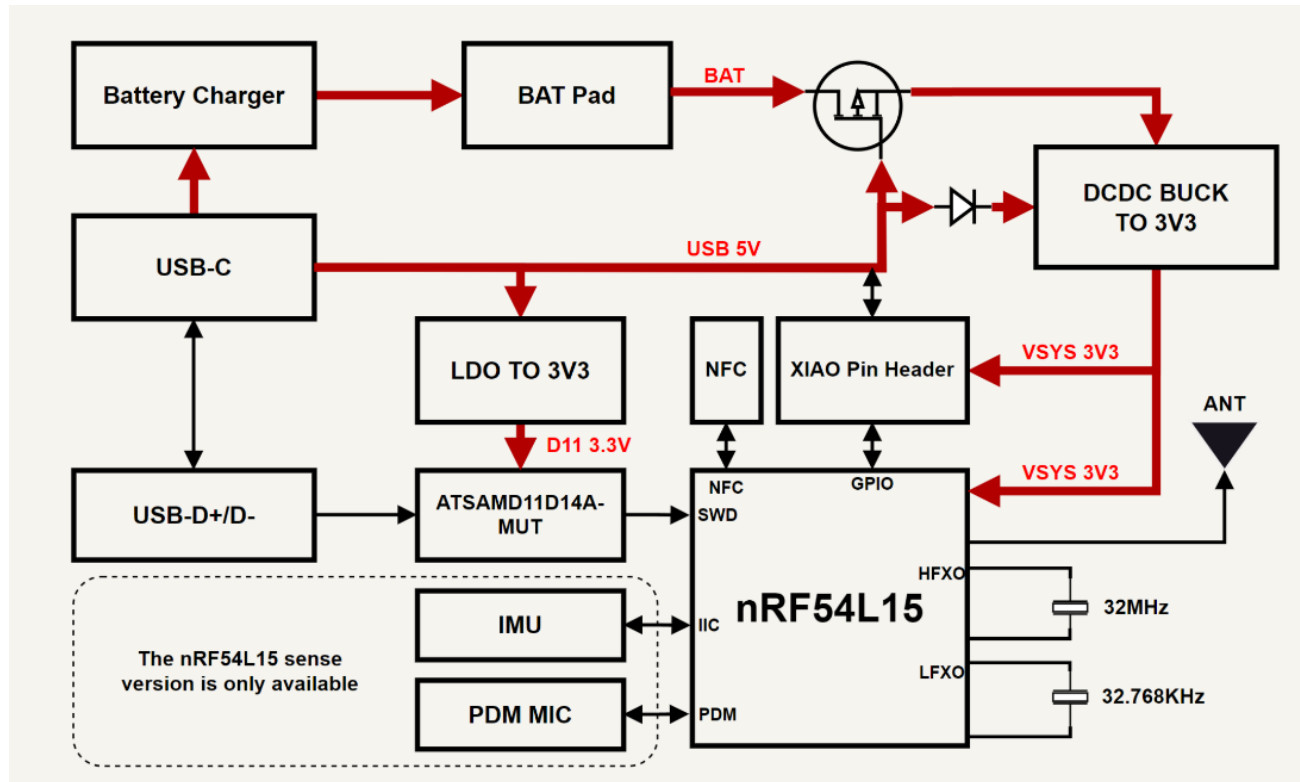 Battery Charger
BAT Pad
BAT
DCDC BUCK
TO 3V3
USB-C
USB 5V
LDO TO 3V3
NFC
XIAO Pin Header
VSYS 3V3
ANT
D11 3.3V
VSYS 3V3
USB-D+/D-
ATSAMD11D14A-
MUT
NFC
GPIO
SWD
HFXO
32MHz
nRF54L15
IMU
IIC
The nRF54L15 sense
version is only available
LFXO
32.768KHz
PDM MIC
PDM